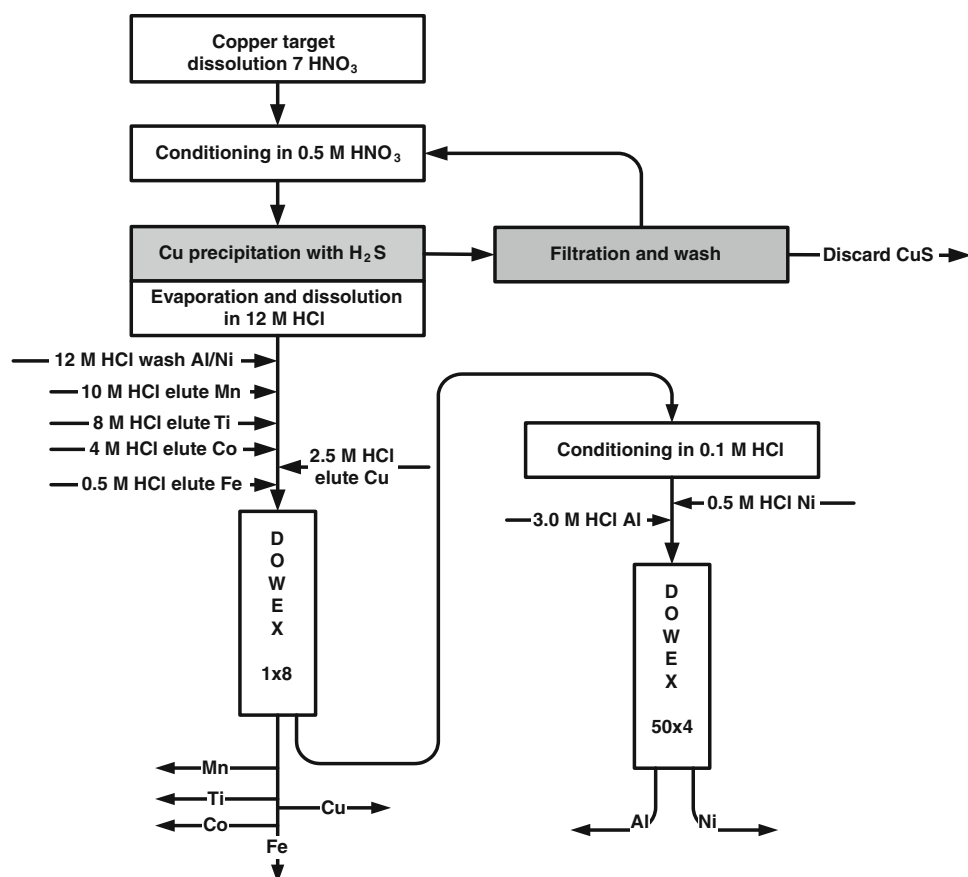 Copper target
dissolution 7 HNO₃
Conditioning in 0.5 M HNO₃
Cu precipitation with H₂S
Filtration and wash
Discard CuS
Evaporation and dissolution
in 12 M HCl
12 M HCl wash Al/Ni
10 M HCl elute Mn
8 M HCl elute Ti
4 M HCl elute Co
2.5 M HCl
elute Cu
0.5 M HCl elute Fe
D
O
W
E
X
1x8
Mn
Ti
Cu
Co
Fe
Conditioning in 0.1 M HCl
0.5 M HCl Ni
3.0 M HCl Al
D
O
W
E
X
50x4
Al
Ni